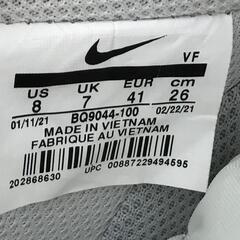 VF
US UK EUR cm
8 7 41 26
01/11/21 BQ9044-100 02/22/21
MADE IN VIETNAM
FABRIQUE AU VIETNAM
202868630 UPC 00887229494595